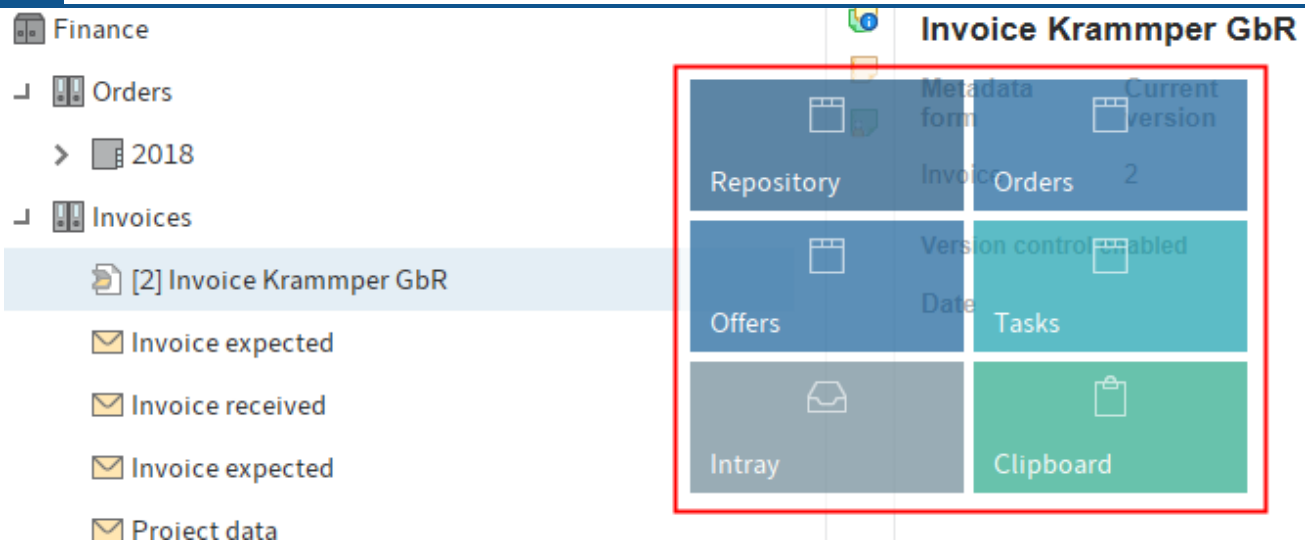 Finance
Orders
2018
Invoices
[2] Invoice Krammper GbR
Invoice expected
Invoice received
Invoice expected
Project data
Invoice Krammper GbR
Metadata form
Current version
Invoice
2
Version control enabled
Date
Repository
Orders
Offers
Tasks
Intray
Clipboard